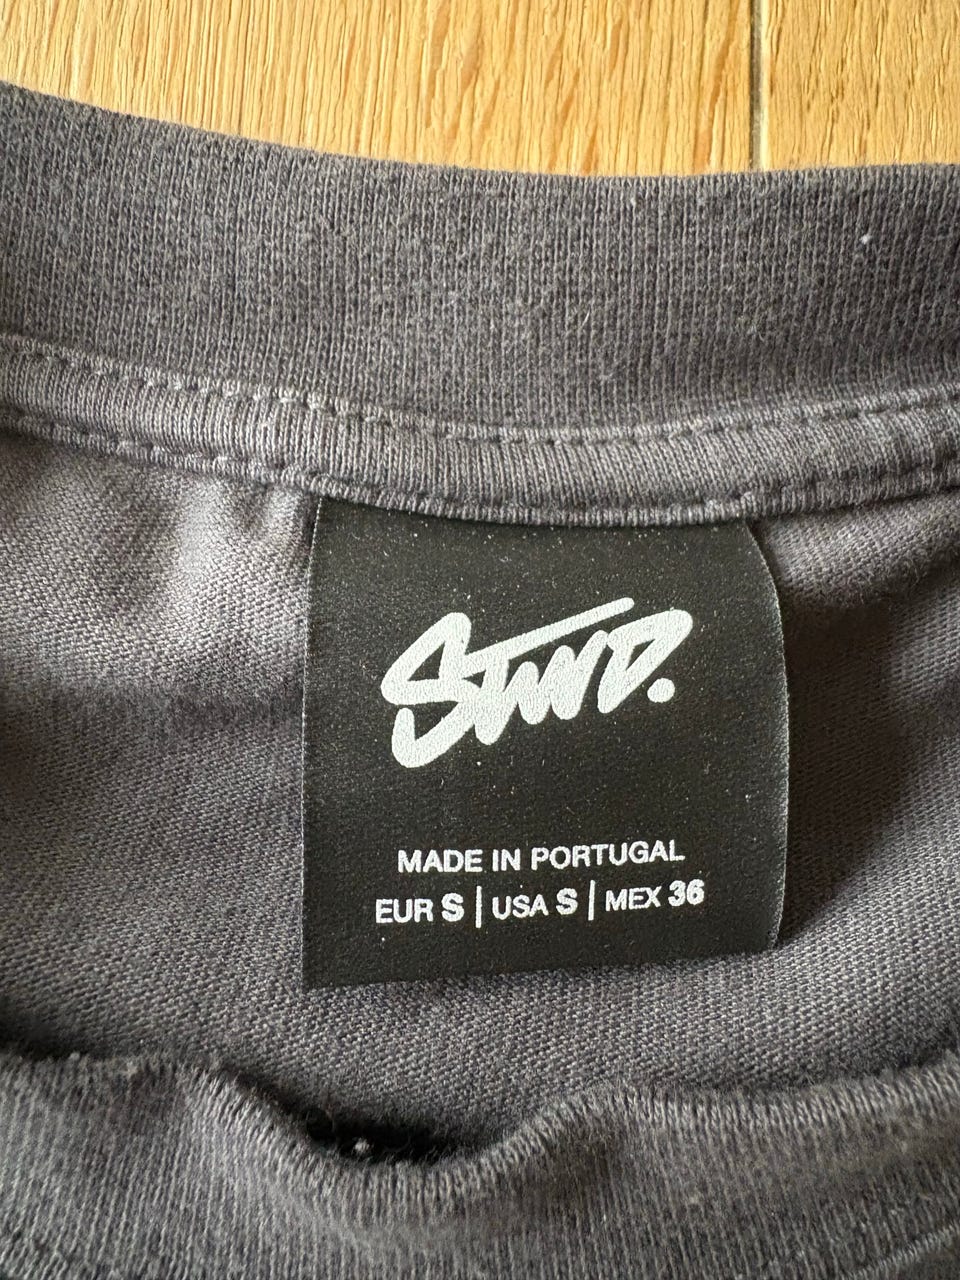 STWD.
MADE IN PORTUGAL
EUR S | USA S | MEX 36